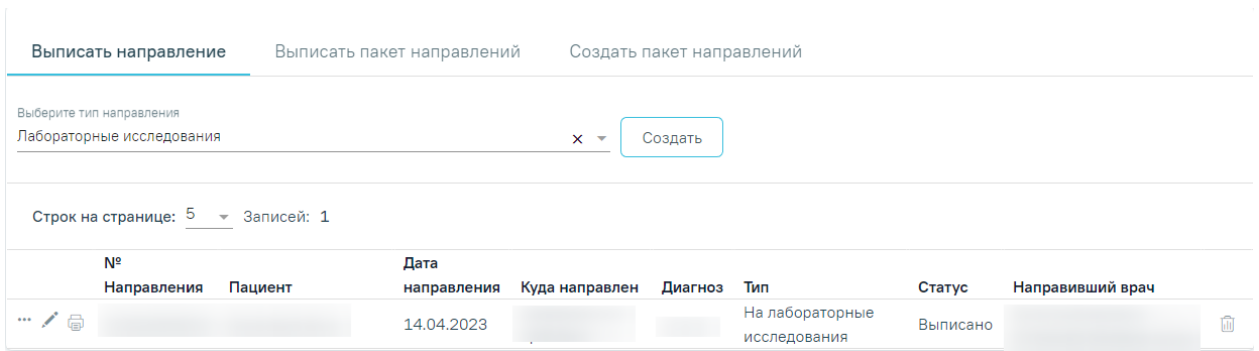 Выписать направление Выписать пакет направлений Создать пакет направлений
Выберите тип направления
Лабораторные исследования
Создать
Строк на странице: 5 Записей: 1
№ Дата
Направления Пациент направления Куда направлен Диагноз Тип Статус Направивший врач
На лабораторные
14.04.2023 Выписано
исследования